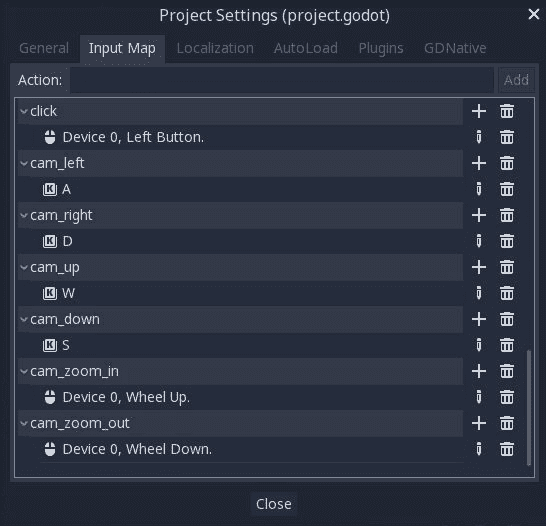 Project Settings (project.godot)
General Input Map Localization AutoLoad Plugins GDNative
Action: Add
click
Device 0, Left Button.
cam_left
K A
cam_right
K D
cam_up
K W
cam_down
K S
cam_zoom_in
Device 0, Wheel Up.
cam_zoom_out
Device 0, Wheel Down.
Close